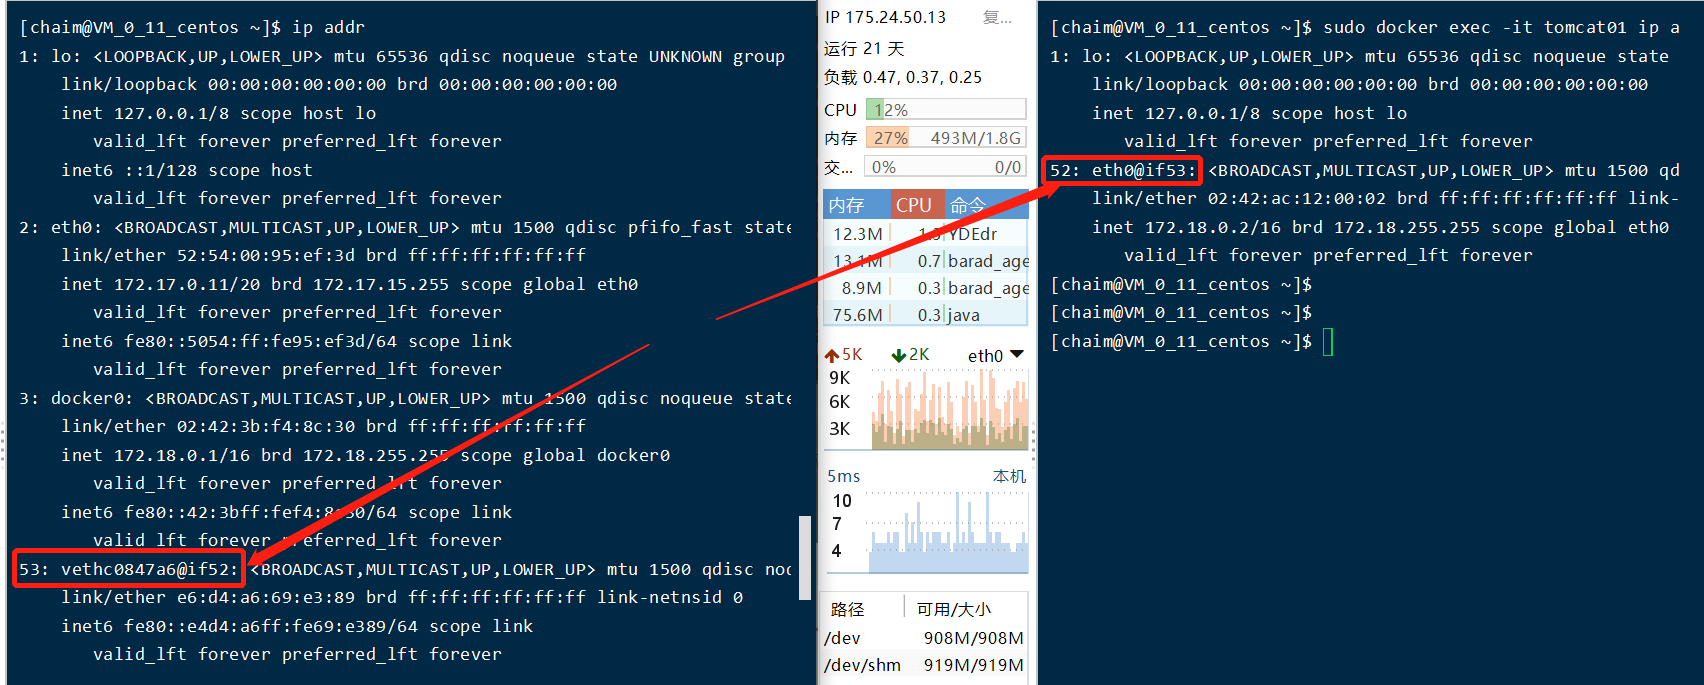 [chaim@VM_0_11_centos ~]$ ip addr
1: lo: <LOOPBACK,UP,LOWER_UP> mtu 65536 qdisc noqueue state UNKNOWN group
link/loopback 00:00:00:00:00:00 brd 00:00:00:00:00:00
inet 127.0.0.1/8 scope host lo
valid_lft forever preferred_lft forever
inet6 ::1/128 scope host
valid_lft forever preferred_lft forever
2: eth0: <BROADCAST,MULTICAST,UP,LOWER_UP> mtu 1500 qdisc pfifo_fast state
link/ether 52:54:00:95:ef:3d brd ff:ff:ff:ff:ff:ff
inet 172.17.0.11/20 brd 172.17.15.255 scope global eth0
valid_lft forever preferred_lft forever
inet6 fe80::5054:ff:fe95:ef3d/64 scope link
valid_lft forever preferred_lft forever
3: docker0: <BROADCAST,MULTICAST,UP,LOWER_UP> mtu 1500 qdisc noqueue state
link/ether 02:42:3b:f4:8c:30 brd ff:ff:ff:ff:ff:ff
inet 172.18.0.1/16 brd 172.18.255.255 scope global docker0
valid_lft forever preferred_lft forever
inet6 fe80::42:3bff:fef4:8c30/64 scope link
valid_lft forever preferred_lft forever
53: vethc0847a6@if52: <BROADCAST,MULTICAST,UP,LOWER_UP> mtu 1500 qdisc noc
link/ether e6:d4:a6:69:e3:89 brd ff:ff:ff:ff:ff:ff link-netnsid 0
inet6 fe80::e4d4:a6ff:fe69:e389/64 scope link
valid_lft forever preferred_lft forever
IP 175.24.50.13 复...
运行 21 天
负载 0.47, 0.37, 0.25
CPU 12%
内存 27% 493M/1.8G
交... 0% 0/0
内存 CPU 命令
12.3M 1.3 YDEdr
13.1M 0.7 barad_age
8.9M 0.3 barad_age
75.6M 0.3 java
5K 2K eth0
9K
6K
3K
5ms 本机
10
7
4
路径 可用/大小
/dev 908M/908M
/dev/shm 919M/919M
[chaim@VM_0_11_centos ~]$ sudo docker exec -it tomcat01 ip a
1: lo: <LOOPBACK,UP,LOWER_UP> mtu 65536 qdisc noqueue state
link/loopback 00:00:00:00:00:00 brd 00:00:00:00:00:00
inet 127.0.0.1/8 scope host lo
valid_lft forever preferred_lft forever
52: eth0@if53: <BROADCAST,MULTICAST,UP,LOWER_UP> mtu 1500 qd
link/ether 02:42:ac:12:00:02 brd ff:ff:ff:ff:ff:ff link-
inet 172.18.0.2/16 brd 172.18.255.255 scope global eth0
valid_lft forever preferred_lft forever
[chaim@VM_0_11_centos ~]$
[chaim@VM_0_11_centos ~]$
[chaim@VM_0_11_centos ~]$